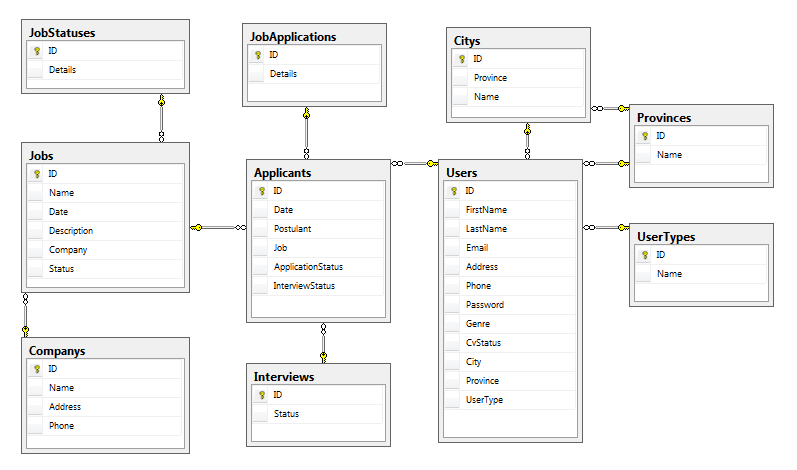 JobStatuses
ID
Details
JobApplications
ID
Details
Citys
ID
Province
Name
Provinces
ID
Name
Jobs
ID
Name
Date
Description
Company
Status
Applicants
ID
Date
Postulant
Job
ApplicationStatus
InterviewStatus
Users
ID
FirstName
LastName
Email
Address
Phone
Password
Genre
CvStatus
City
Province
UserType
UserTypes
ID
Name
Companys
ID
Name
Address
Phone
Interviews
ID
Status